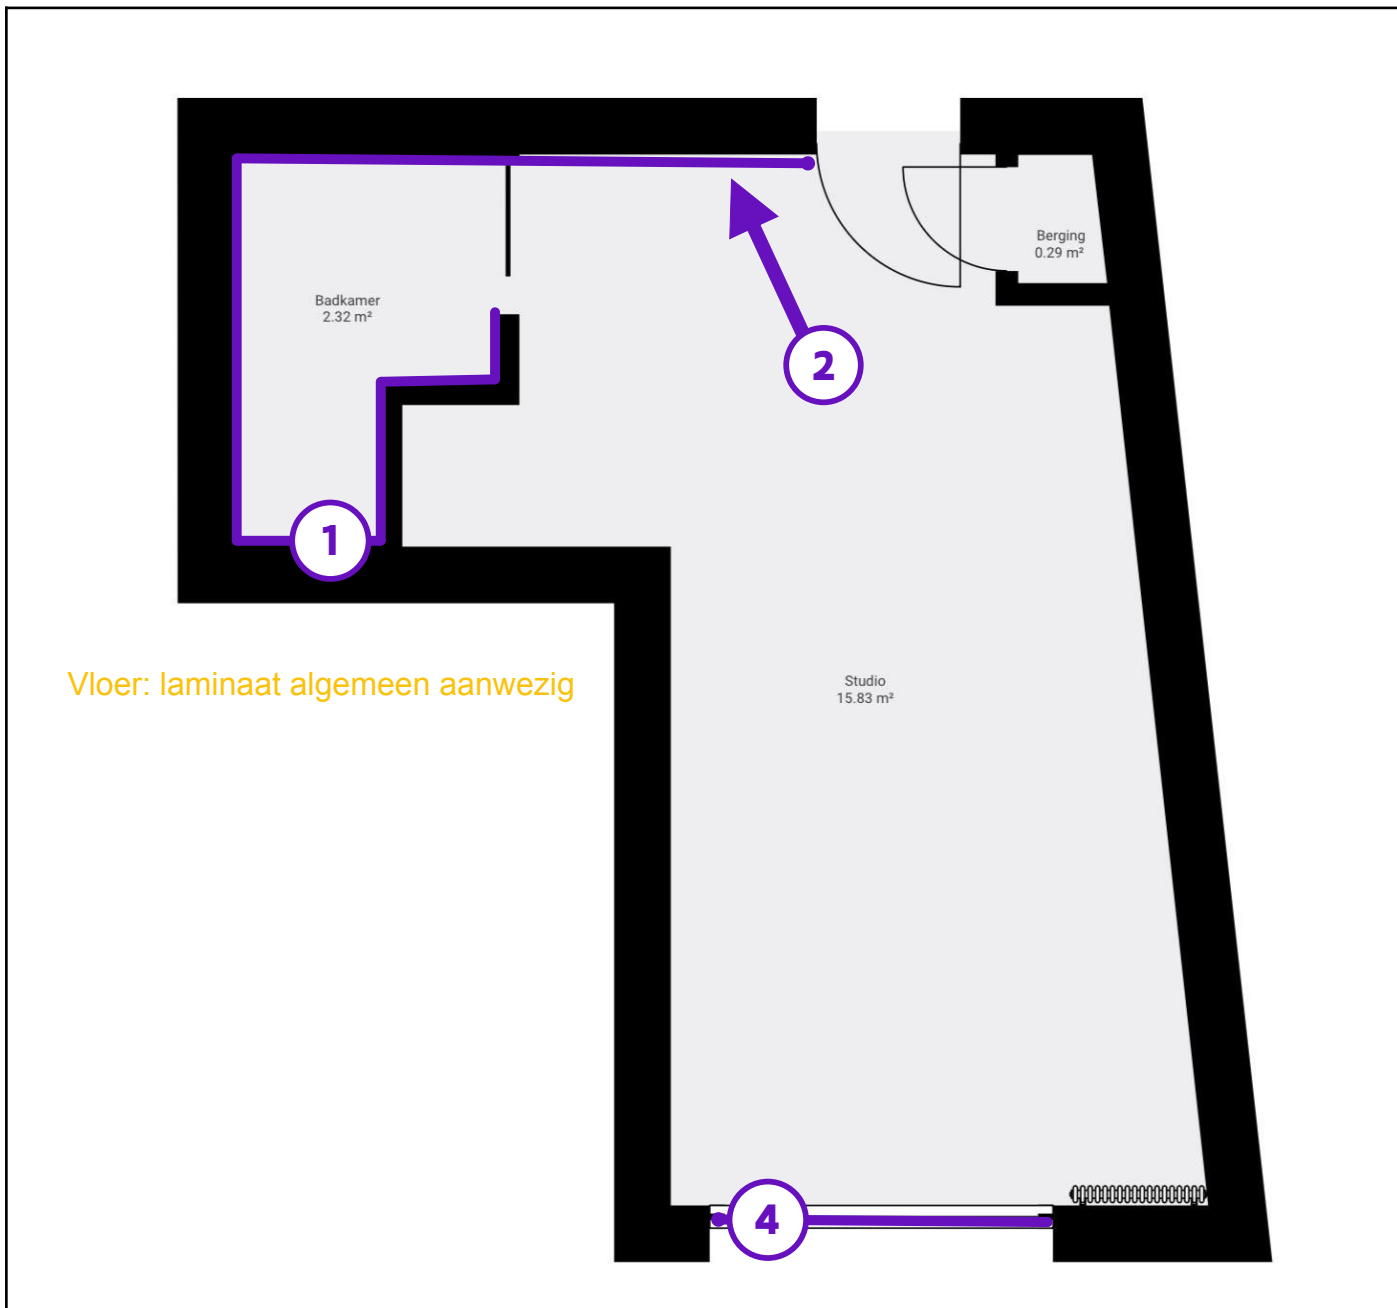 Berging
0.29 m²
Badkamer
2.32 m²
2
1
Vloer: laminaat algemeen aanwezig
Studio
15.83 m²
4